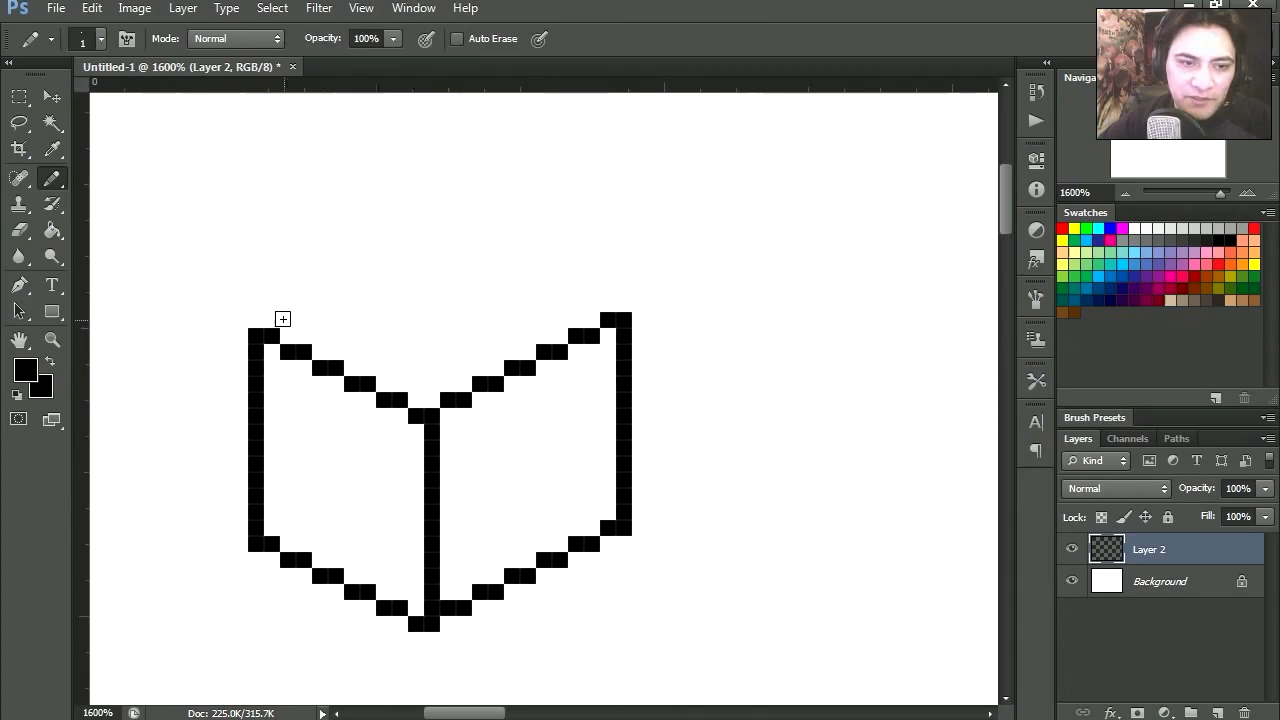 Ps File Edit Image Layer Type Select Filter View Window Help
1 Mode: Normal Opacity: 100% Auto Erase
Untitled-1 @ 1600% (Layer 2, RGB/8) *
0
Naviga
1600%
Swatches
Brush Presets
Layers Channels Paths
Kind
Normal Opacity: 100%
Lock: Fill: 100%
Layer 2
Background
1600% Doc: 225.0K/315.7K